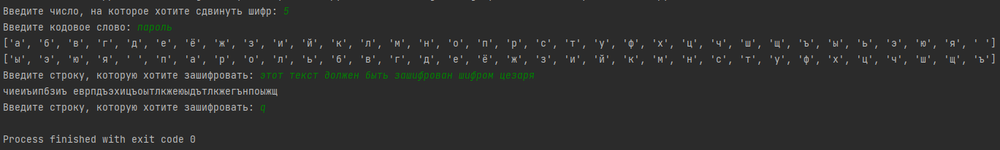 Введите число, на которое хотите сдвинуть шифр: 5
Введите кодовое слово: пароль
['а', 'б', 'в', 'г', 'д', 'е', 'ё', 'ж', 'з', 'и', 'й', 'к', 'л', 'м', 'н', 'о', 'п', 'р', 'с', 'т', 'у', 'ф', 'х', 'ц', 'ч', 'ш', 'щ', 'ъ', 'ы', 'ь', 'э', 'ю', 'я', ' ']
['ы', 'э', 'ю', 'я', ' ', 'п', 'а', 'р', 'о', 'л', 'ь', 'б', 'в', 'г', 'д', 'е', 'ё', 'ж', 'з', 'и', 'й', 'к', 'м', 'н', 'с', 'т', 'у', 'ф', 'х', 'ц', 'ч', 'ш', 'щ', 'ъ']
Введите строку, которую хотите зашифровать: этот текст должен быть зашифрован шифром цезаря
чиеиъипбзиъ еврпдъэхицъоытлкжеюыдътлкжегънпоыжщ
Введите строку, которую хотите зашифровать: q
Process finished with exit code 0